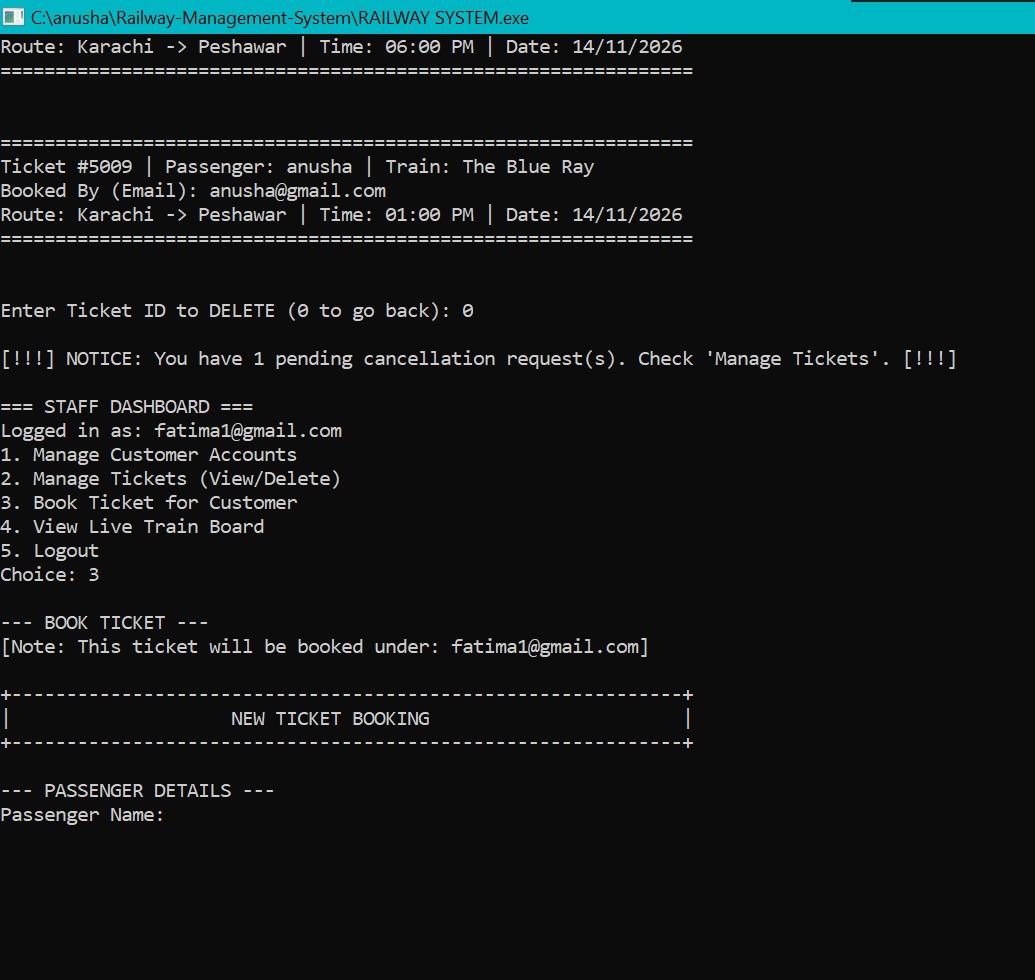 C:\anusha\Railway-Management-System\RAILWAY SYSTEM.exe
Route: Karachi -> Peshawar | Time: 06:00 PM | Date: 14/11/2026
===============================================================
===============================================================
Ticket #5009 | Passenger: anusha | Train: The Blue Ray
Booked By (Email): anusha@gmail.com
Route: Karachi -> Peshawar | Time: 01:00 PM | Date: 14/11/2026
===============================================================
Enter Ticket ID to DELETE (0 to go back): 0
[!!!] NOTICE: You have 1 pending cancellation request(s). Check 'Manage Tickets'. [!!!]
=== STAFF DASHBOARD ===
Logged in as: fatima1@gmail.com
1. Manage Customer Accounts
2. Manage Tickets (View/Delete)
3. Book Ticket for Customer
4. View Live Train Board
5. Logout
Choice: 3
--- BOOK TICKET ---
[Note: This ticket will be booked under: fatima1@gmail.com]
+-------------------------------------------------------------+
|                    NEW TICKET BOOKING                       |
+-------------------------------------------------------------+
--- PASSENGER DETAILS ---
Passenger Name: